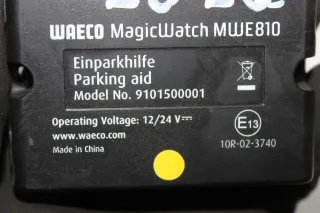 WAECO MagicWatch MWE810
Einparkhilfe
Parking aid
Model No. 9101500001
Operating Voltage: 12/24 V⎓
www.waeco.com
Made in China
E13
10R-02-3740